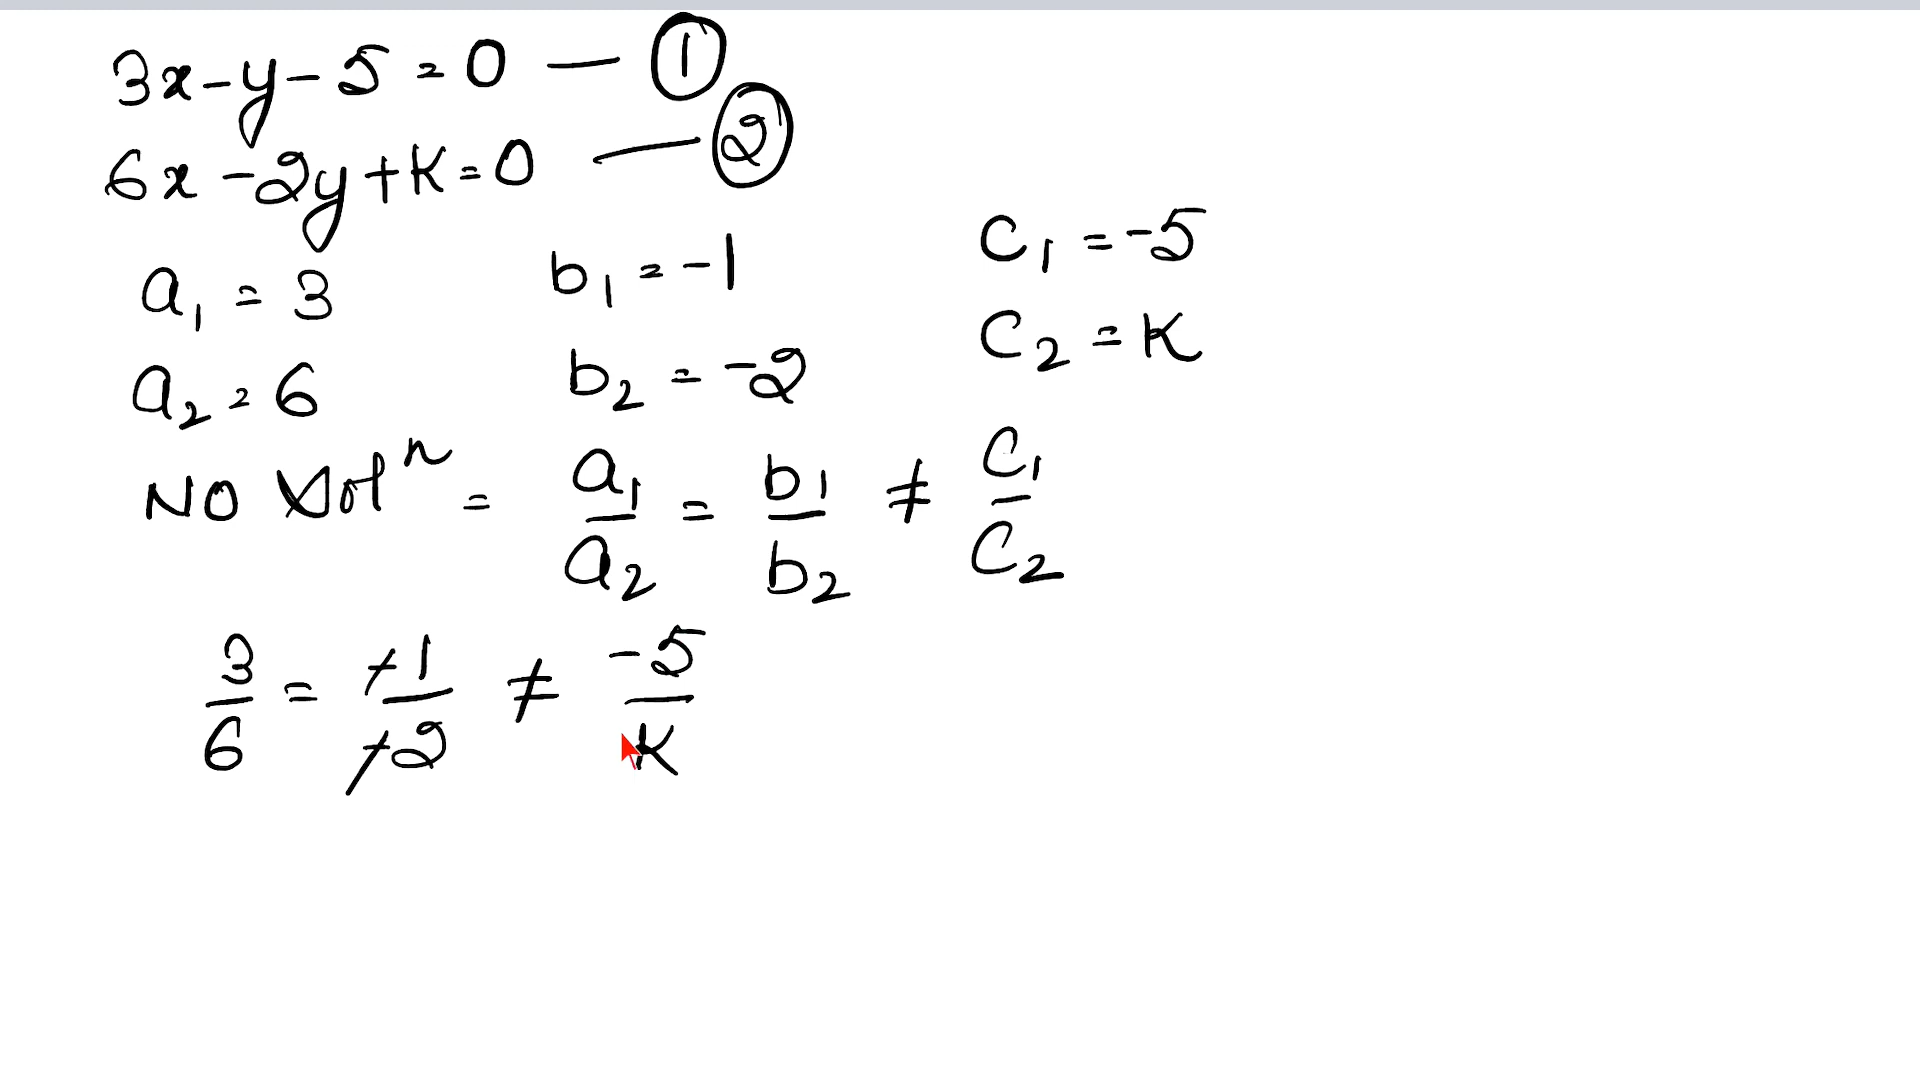 3x-y-5=0 — ①
6x-2y+K=0 — ②
a₁ = 3 b₁ = -1 C₁ = -5
a₂ = 6 b₂ = -2 C₂ = K
NO Solⁿ = a₁/a₂ = b₁/b₂ ≠ C₁/C₂
3/6 = -1/-2 ≠ -5/K